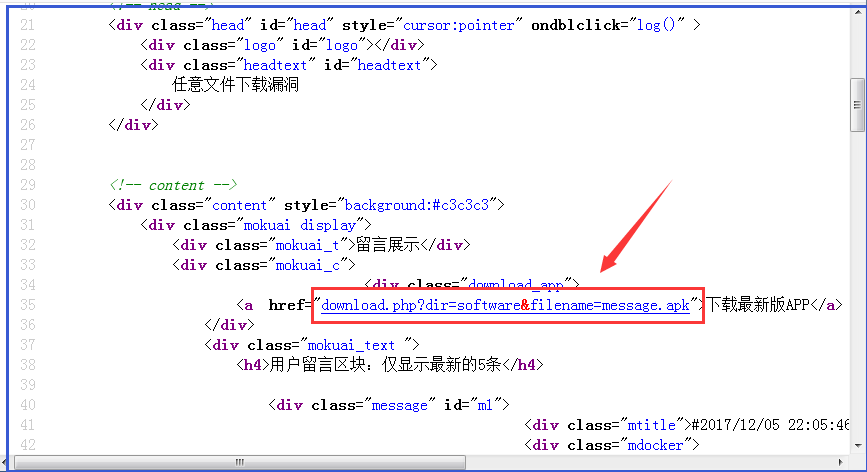 20 <!-- head -->
21 <div class="head" id="head" style="cursor:pointer" ondblclick="log()" >
22 <div class="logo" id="logo"></div>
23 <div class="headtext" id="headtext">
24 任意文件下载漏洞
25 </div>
26 </div>
27
28
29 <!-- content -->
30 <div class="content" style="background:#c3c3c3">
31 <div class="mokuai display">
32 <div class="mokuai_t">留言展示</div>
33 <div class="mokuai_c">
34 <div class="download_app">
35 <a href="download.php?dir=software&filename=message.apk">下载最新版APP</a>
36 </div>
37 <div class="mokuai_text ">
38 <h4>用户留言区块：仅显示最新的5条</h4>
39
40 <div class="message" id="m1">
41 <div class="mtitle">#2017/12/05 22:05:46
42 <div class="mdocker">